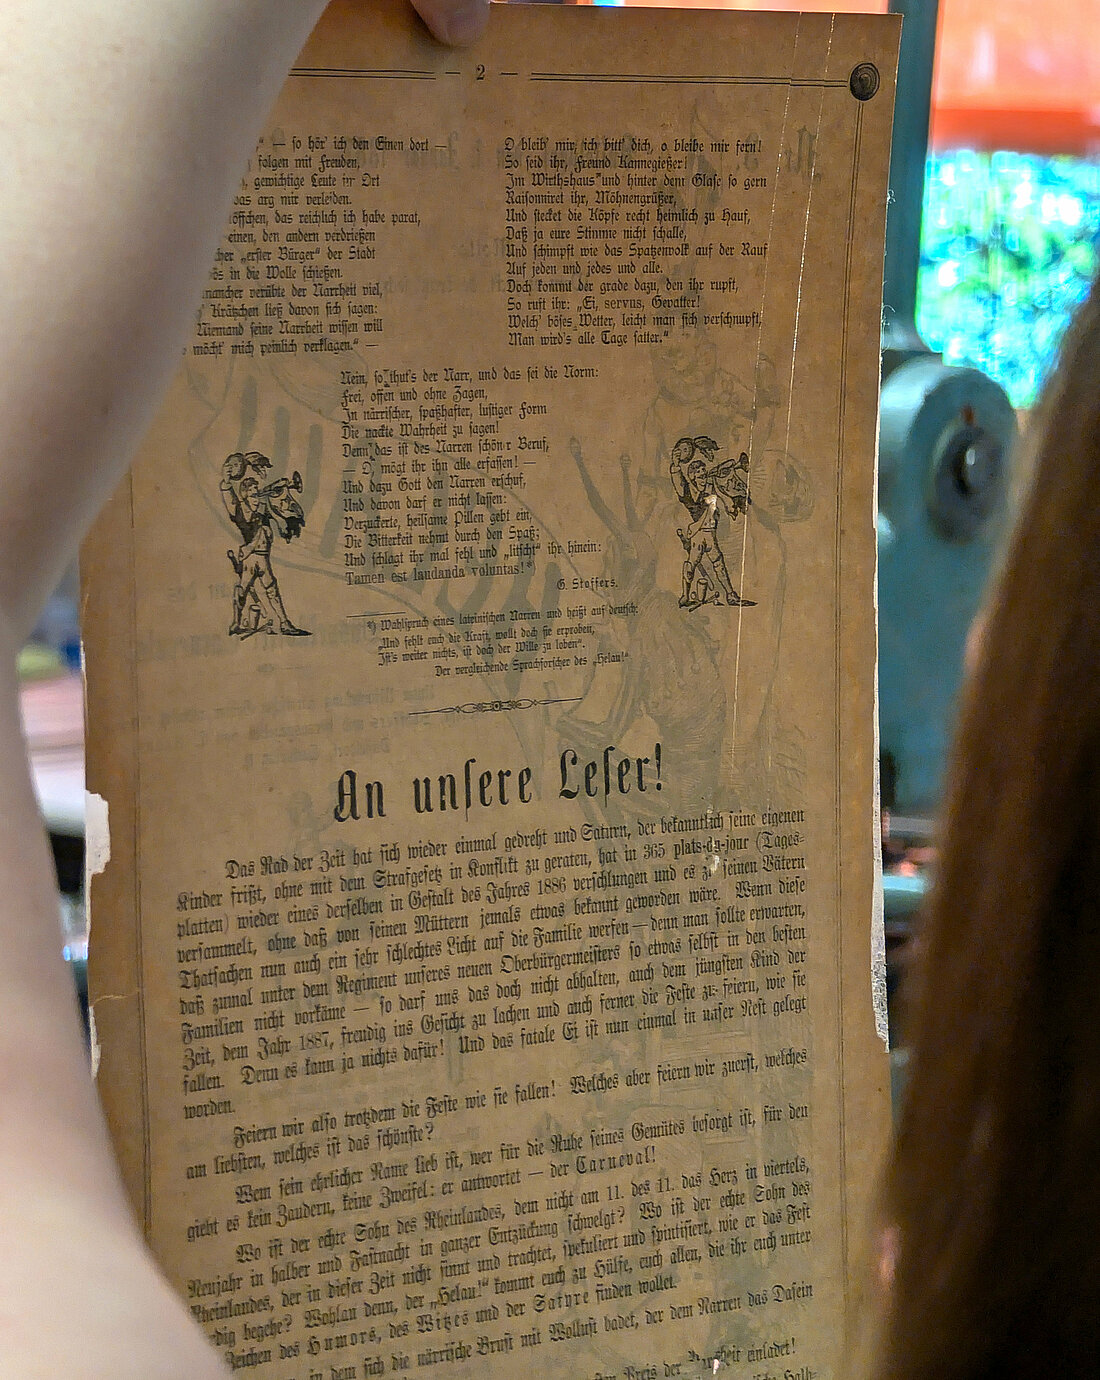 — 2 —
— so hör' ich den Einen dort —
folgen mit Freuden,
gewichtige Leute im Ort
das arg mir verleiden.
das reichlich ich habe parat,
einen, den andern verdrießen
„erster Bürger“ der Stadt
in die Wolle schießen.
mancher verübte der Narrheit viel,
Krätzchen ließ davon sich sagen:
Niemand seine Narrheit wissen will
möcht' mich peinlich verklagen.“ —
O bleib' mir, ich bitt' dich, o bleibe mir fern!
So seid ihr, Freund Kannegießer!
Im Wirthshaus und hinter dem Glase so gern
Raisonniret ihr, Möhnengrüßer,
Und stecket die Köpfe recht heimlich zu Hauf,
Daß ja eure Stimme nicht schalle,
Und schimpft wie das Spatzenvolk auf der Rauf
Auf jeden und jedes und alle.
Doch kommt der grade dazu, den ihr rupft,
So ruft ihr: „Ei, servus, Gevatter!
Welch' böses Wetter, leicht man sich verschnupft,
Man wird's alle Tage satter.“
Nein, so thut's der Narr, und das sei die Norm:
Frei, offen und ohne Zagen,
In närrischer, spaßhafter, lustiger Form
Die nackte Wahrheit zu sagen!
Denn das ist des Narren schönster Beruf,
— O, mögt ihr ihn alle erfassen! —
Und dazu Gott den Narren erschuf,
Und davon darf er nicht lassen:
Verzuckerte, heilsame Pillen gebt ein,
Die Bitterkeit nehmt durch den Spaß;
Und schlagt ihr mal fehl und „litscht“ ihr hinein:
Tamen est laudanda voluntas!*
G. Stoffers.
*) Wahlspruch eines lateinischen Narren und heißt auf deutsch:
„Und fehlt euch die Kraft, wollt doch sie erproben,
Ist's weiter nichts, ist doch der Wille zu loben“.
Der vergleichende Sprachforscher des „Helau!“
An unsere Leser!
Das Rad der Zeit hat sich wieder einmal gedreht und Saturn, der bekanntlich seine eigenen
Kinder frißt, ohne mit dem Strafgesetz in Konflikt zu geraten, hat in 365 plats-du-jour (Tages-
platten) wieder eines derselben in Gestalt des Jahres 1886 verschlungen und es zu seinen Vätern
versammelt, ohne daß von seinen Müttern jemals etwas bekannt geworden wäre. Wenn diese
Thatsachen nun auch ein sehr schlechtes Licht auf die Familie werfen — denn man sollte erwarten,
daß zumal unter dem Regiment unseres neuen Oberbürgermeisters so etwas selbst in den besten
Familien nicht vorkäme — so darf uns das doch nicht abhalten, auch dem jüngsten Kind der
Zeit, dem Jahr 1887, freudig ins Gesicht zu lachen und auch ferner die Feste zu feiern, wie sie
fallen. Denn es kann ja nichts dafür! Und das fatale Ei ist nun einmal in unser Nest gelegt
worden.
Feiern wir also trotzdem die Feste wie sie fallen! Welches aber feiern wir zuerst, welches
am liebsten, welches ist das schönste?
Wem sein ehrlicher Name lieb ist, wer für die Ruhe seines Gemütes besorgt ist, für den
giebt es kein Zaudern, keine Zweifel: er antwortet — der Carneval!
Wo ist der echte Sohn des Rheinlandes, dem nicht am 11. des 11. das Herz in viertels,
Neujahr in halber und Fastnacht in ganzer Entzückung schwelgt? Wo ist der echte Sohn des
Rheinlandes, der in dieser Zeit nicht sinnt und trachtet, spekuliert und spintisiert, wie er das Fest
begehe? Wohlan denn, der „Helau!“ kommt euch zu Hülfe, euch allen, die ihr euch unter
Zeichen des Humors, des Witzes und der Satyre finden wollet.
in dem sich die närrische Brust mit Wollust badet, der dem Narren das Dasein
Preis der einladet!